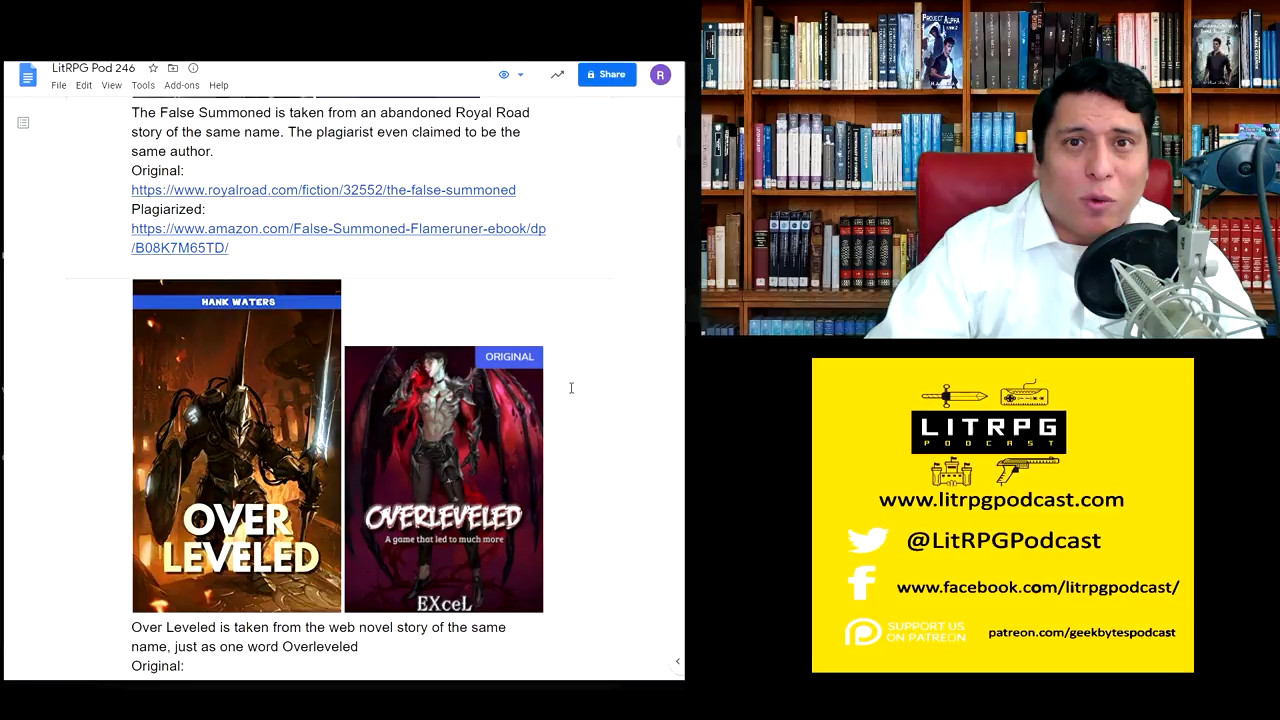 LitRPG Pod 246
File Edit View Tools Add-ons Help
Share
R
The False Summoned is taken from an abandoned Royal Road
story of the same name. The plagiarist even claimed to be the
same author.
Original:
https://www.royalroad.com/fiction/32552/the-false-summoned
Plagiarized:
https://www.amazon.com/False-Summoned-Flameruner-ebook/dp
/B08K7M65TD/
HANK WATERS
OVER
LEVELED
ORIGINAL
OVERLEVELED
A game that led to much more
EXceL
Over Leveled is taken from the web novel story of the same
name, just as one word Overleveled
Original:
PROJECT
ALPHA
LITRPG
PODCAST
www.litrpgpodcast.com
@LitRPGPodcast
www.facebook.com/litrpgpodcast/
SUPPORT US
ON PATREON
patreon.com/geekbytespodcast